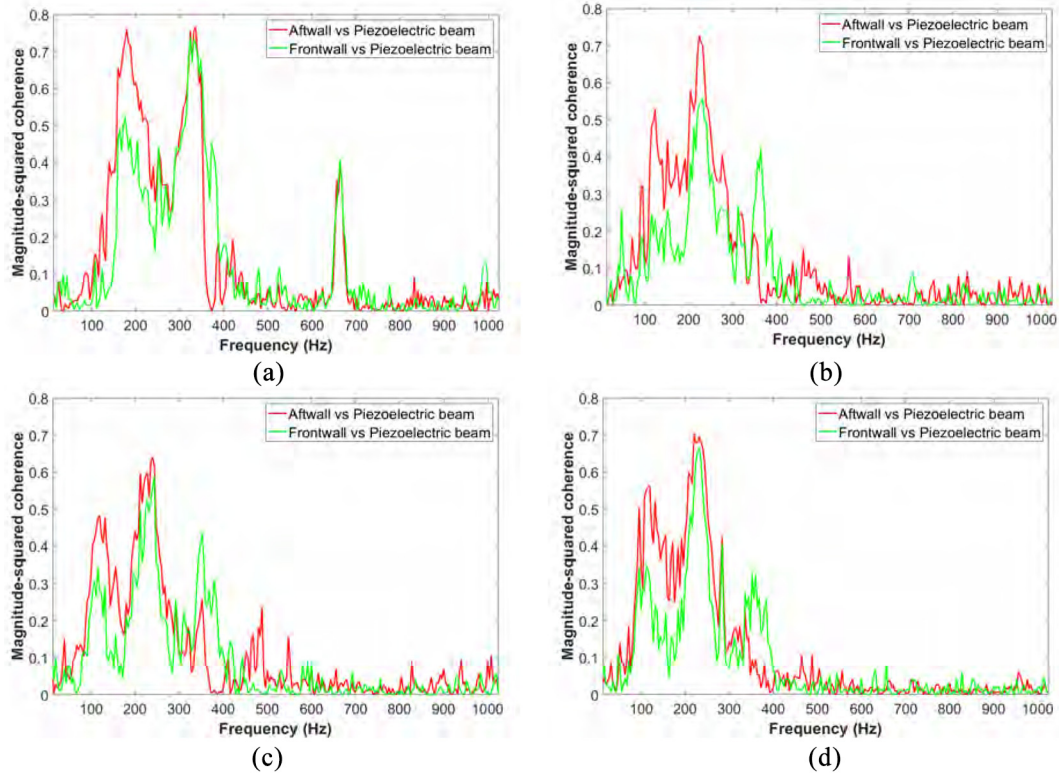 0.8
0.7
0.6
0.5
0.4
0.3
0.2
0.1
0
Magnitude-squared coherence
Aftwall vs Piezoelectric beam
Frontwall vs Piezoelectric beam
100 200 300 400 500 600 700 800 900 1000
Frequency (Hz)
(a)
0.8
0.7
0.6
0.5
0.4
0.3
0.2
0.1
0
Magnitude-squared coherence
Aftwall vs Piezoelectric beam
Frontwall vs Piezoelectric beam
100 200 300 400 500 600 700 800 900 1000
Frequency (Hz)
(b)
0.8
0.7
0.6
0.5
0.4
0.3
0.2
0.1
0
Magnitude-squared coherence
Aftwall vs Piezoelectric beam
Frontwall vs Piezoelectric beam
100 200 300 400 500 600 700 800 900 1000
Frequency (Hz)
(c)
0.8
0.7
0.6
0.5
0.4
0.3
0.2
0.1
0
Magnitude-squared coherence
Aftwall vs Piezoelectric beam
Frontwall vs Piezoelectric beam
100 200 300 400 500 600 700 800 900 1000
Frequency (Hz)
(d)